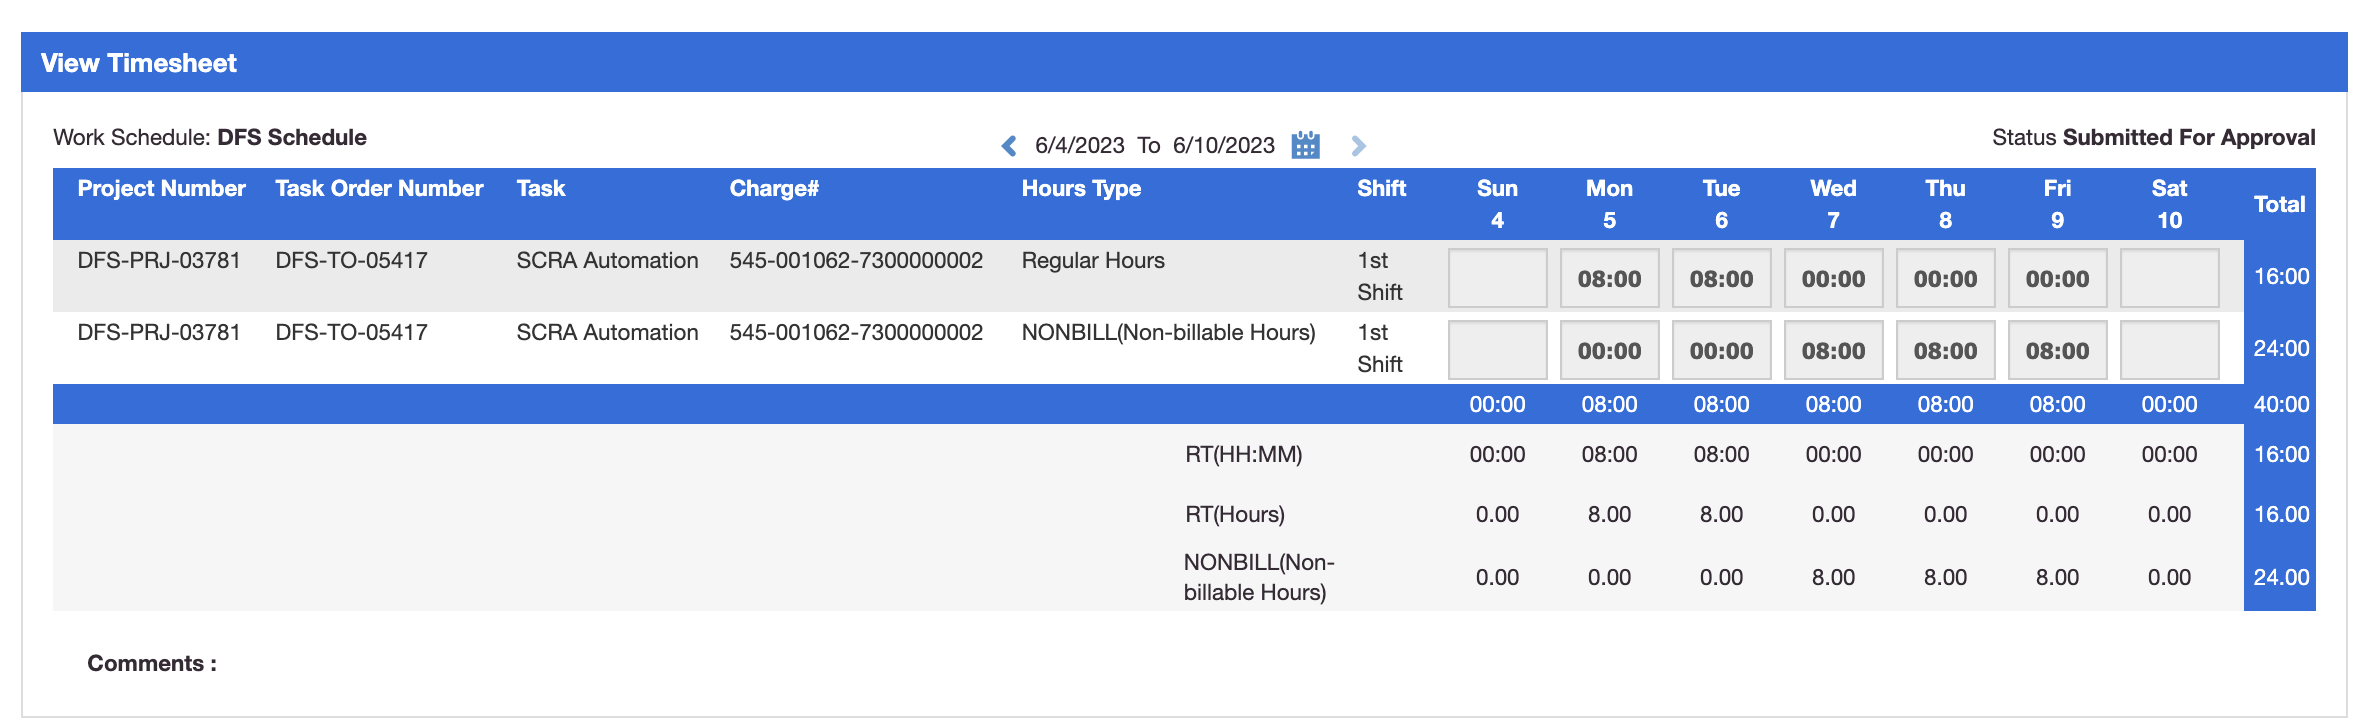 View Timesheet
Work Schedule: DFS Schedule
6/4/2023 To 6/10/2023
Status Submitted For Approval
Project Number Task Order Number Task Charge# Hours Type Shift Sun Mon Tue Wed Thu Fri Sat Total
4 5 6 7 8 9 10
DFS-PRJ-03781 DFS-TO-05417 SCRA Automation 545-001062-7300000002 Regular Hours 1st 08:00 08:00 00:00 00:00 00:00 16:00
Shift
DFS-PRJ-03781 DFS-TO-05417 SCRA Automation 545-001062-7300000002 NONBILL(Non-billable Hours) 1st 00:00 00:00 08:00 08:00 08:00 24:00
Shift
00:00 08:00 08:00 08:00 08:00 08:00 00:00 40:00
RT(HH:MM) 00:00 08:00 08:00 00:00 00:00 00:00 00:00 16:00
RT(Hours) 0.00 8.00 8.00 0.00 0.00 0.00 0.00 16.00
NONBILL(Non-
billable Hours) 0.00 0.00 0.00 8.00 8.00 8.00 0.00 24.00
Comments :